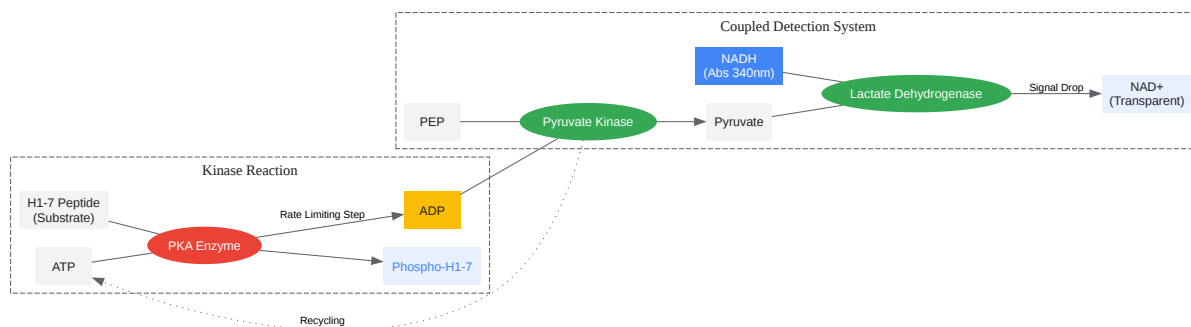 Coupled Detection System
NADH
(Abs 340nm)
Lactate Dehydrogenase
Signal Drop
NAD+
(Transparent)
PEP
Pyruvate Kinase
Pyruvate
Kinase Reaction
H1-7 Peptide
(Substrate)
Rate Limiting Step
ADP
PKA Enzyme
ATP
Phospho-H1-7
Recycling